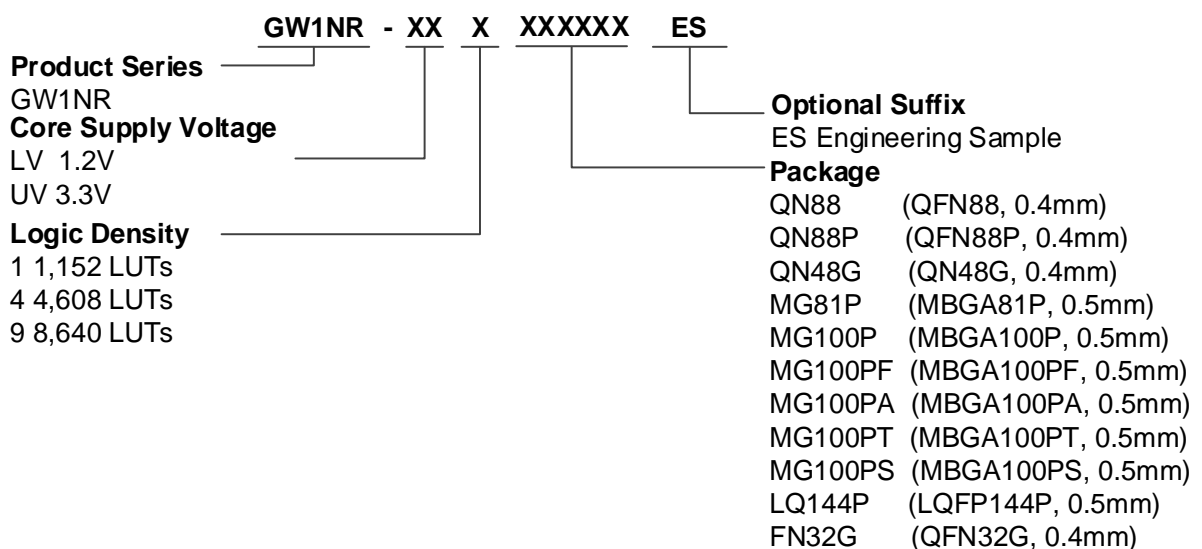 GW1NR - XX X XXXXXX ES
Product Series
GW1NR
Core Supply Voltage
LV 1.2V
UV 3.3V
Logic Density
1 1,152 LUTs
4 4,608 LUTs
9 8,640 LUTs
Optional Suffix
ES Engineering Sample
Package
QN88 (QFN88, 0.4mm)
QN88P (QFN88P, 0.4mm)
QN48G (QN48G, 0.4mm)
MG81P (MBGA81P, 0.5mm)
MG100P (MBGA100P, 0.5mm)
MG100PF (MBGA100PF, 0.5mm)
MG100PA (MBGA100PA, 0.5mm)
MG100PT (MBGA100PT, 0.5mm)
MG100PS (MBGA100PS, 0.5mm)
LQ144P (LQFP144P, 0.5mm)
FN32G (QFN32G, 0.4mm)